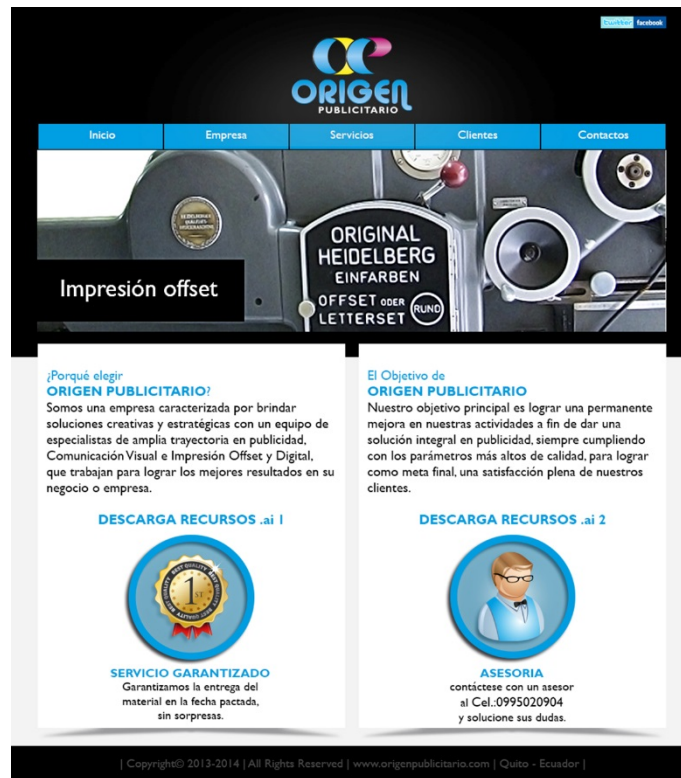 twitter facebook
ORIGEN
PUBLICITARIO
Inicio Empresa Servicios Clientes Contactos
ORIGINAL
HEIDELBERG
EINFARBEN
OFFSET ODER
LETTERSET RUND
Impresión offset
¿Porqué elegir
ORIGEN PUBLICITARIO?
Somos una empresa caracterizada por brindar
soluciones creativas y estratégicas con un equipo de
especialistas de amplia trayectoria en publicidad,
Comunicación Visual e Impresión Offset y Digital,
que trabajan para lograr los mejores resultados en su
negocio o empresa.
DESCARGA RECURSOS .ai 1
BEST QUALITY BEST QUALITY
1ST
SERVICIO GARANTIZADO
Garantizamos la entrega del
material en la fecha pactada,
sin sorpresas.
El Objetivo de
ORIGEN PUBLICITARIO
Nuestro objetivo principal es lograr una permanente
mejora en nuestras actividades a fin de dar una
solución integral en publicidad, siempre cumpliendo
con los parámetros más altos de calidad, para lograr
como meta final, una satisfacción plena de nuestros
clientes.
DESCARGA RECURSOS .ai 2
ASESORIA
contáctese con un asesor
al Cel.:0995020904
y solucione sus dudas.
| Copyright© 2013-2014 | All Rights Reserved | www.origenpublicitario.com | Quito - Ecuador |